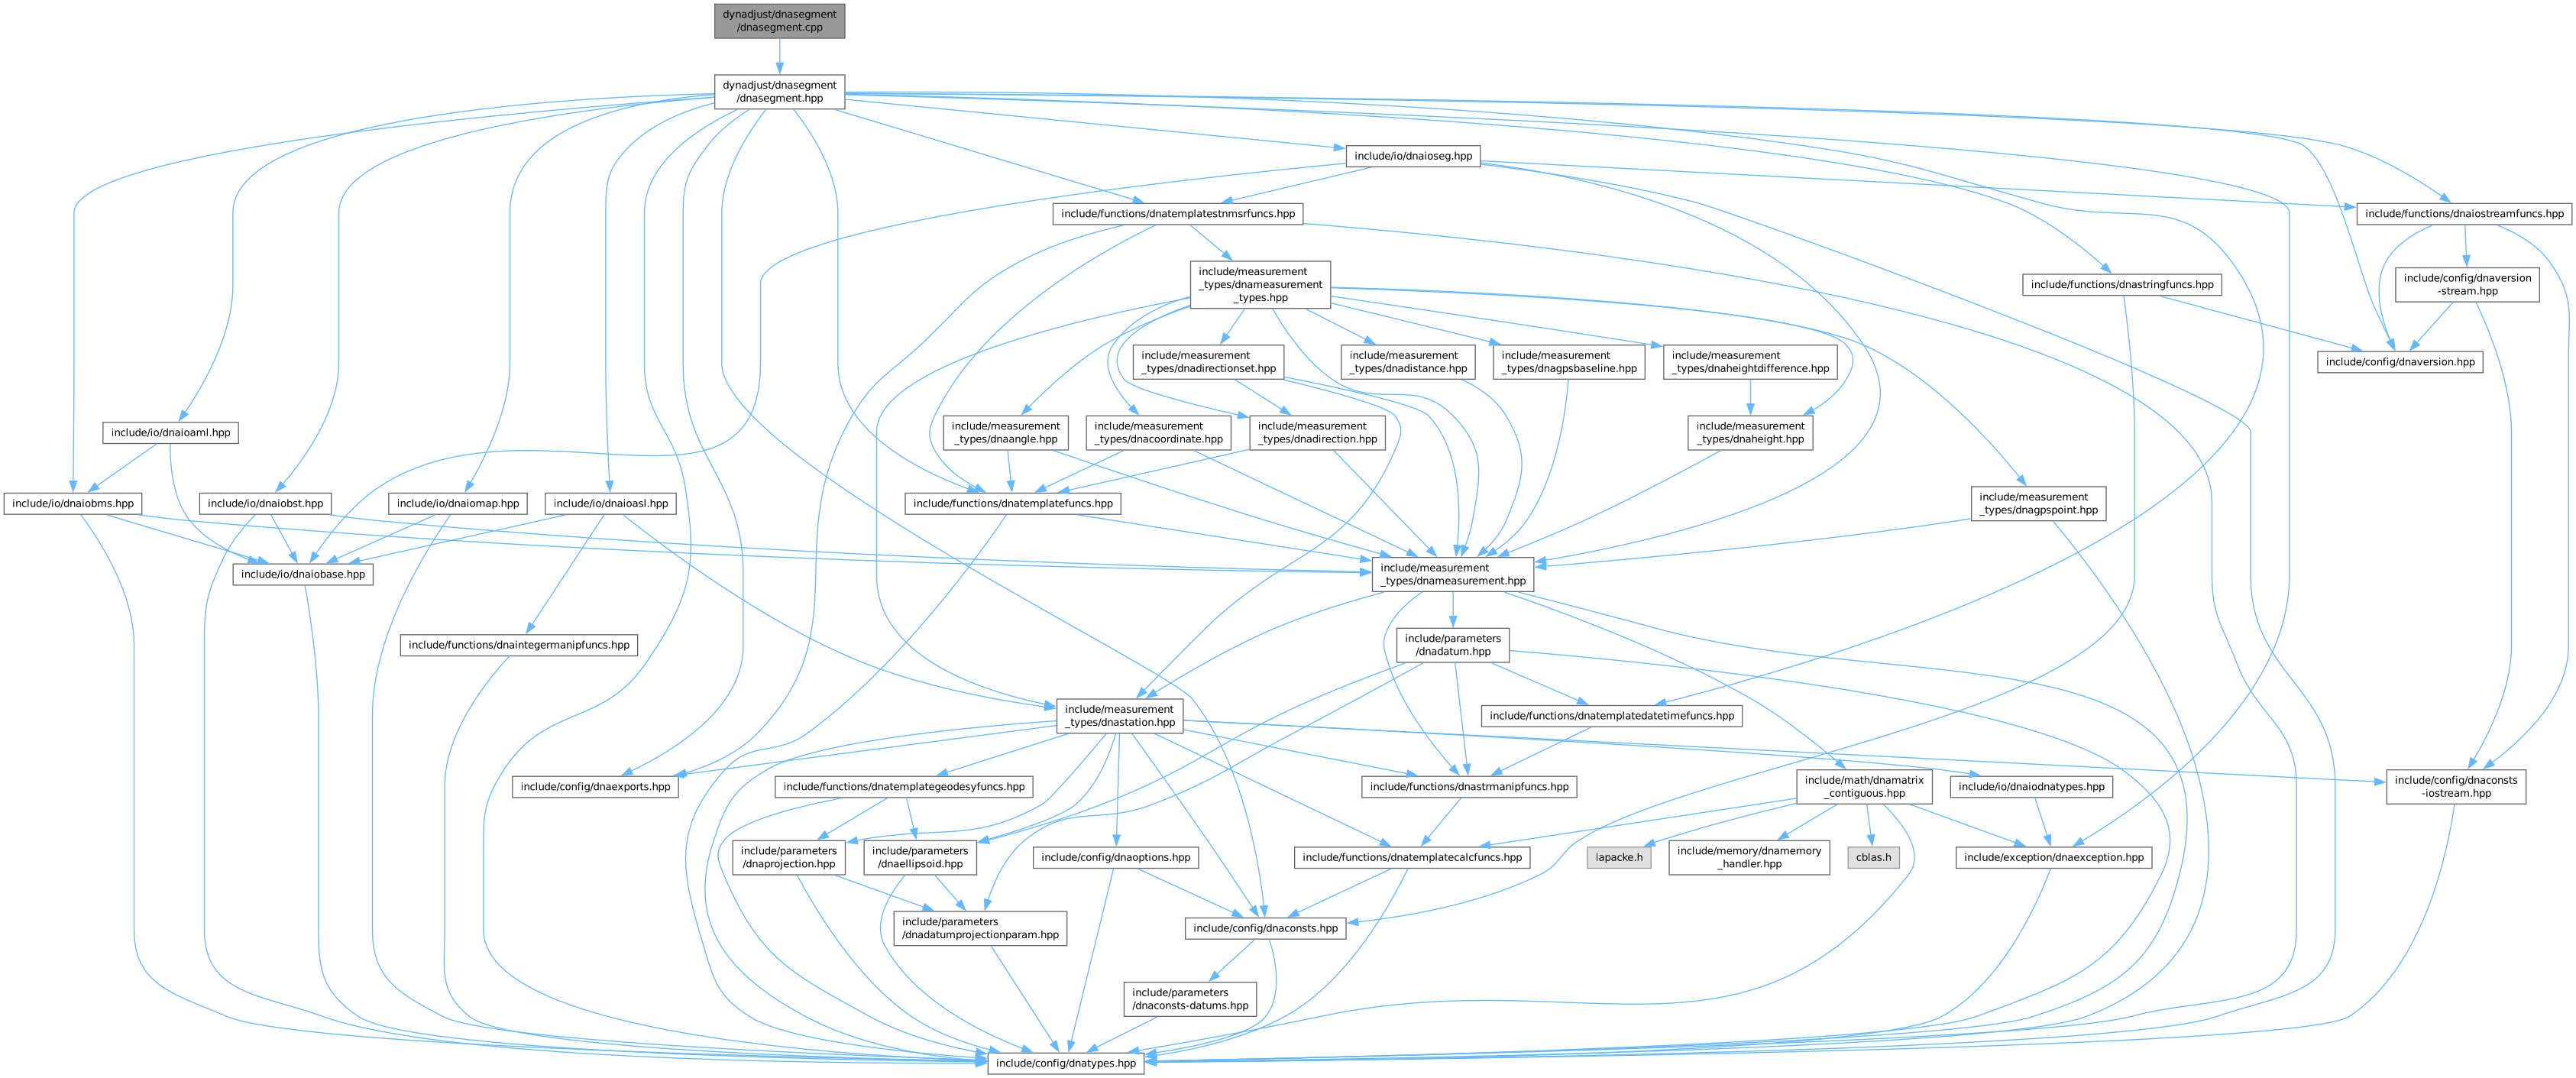 dynadjust/dnasegment
/dnasegment.cpp
dynadjust/dnasegment
/dnasegment.hpp
include/io/dnaioseg.hpp
include/functions/dnatemplatestnmsrfuncs.hpp
include/functions/dnaiostreamfuncs.hpp
include/measurement
_types/dnameasurement
_types.hpp
include/functions/dnastringfuncs.hpp
include/config/dnaversion
-stream.hpp
include/measurement
_types/dnadirectionset.hpp
include/measurement
_types/dnadistance.hpp
include/measurement
_types/dnagpsbaseline.hpp
include/measurement
_types/dnaheightdifference.hpp
include/config/dnaversion.hpp
include/io/dnaioaml.hpp
include/measurement
_types/dnaangle.hpp
include/measurement
_types/dnacoordinate.hpp
include/measurement
_types/dnadirection.hpp
include/measurement
_types/dnaheight.hpp
include/io/dnaiobms.hpp
include/io/dnaiobst.hpp
include/io/dnaiomap.hpp
include/io/dnaioasl.hpp
include/functions/dnatemplatefuncs.hpp
include/measurement
_types/dnagpspoint.hpp
include/io/dnaiobase.hpp
include/measurement
_types/dnameasurement.hpp
include/functions/dnaintegermanipfuncs.hpp
include/parameters
/dnadatum.hpp
include/measurement
_types/dnastation.hpp
include/functions/dnatemplatedatetimefuncs.hpp
include/config/dnaexports.hpp
include/functions/dnatemplategeodesyfuncs.hpp
include/functions/dnastrmanipfuncs.hpp
include/math/dnamatrix
_contiguous.hpp
include/io/dnaiodnatypes.hpp
include/config/dnaconsts
-iostream.hpp
include/parameters
/dnaprojection.hpp
include/parameters
/dnaellipsoid.hpp
include/config/dnaoptions.hpp
include/functions/dnatemplatecalcfuncs.hpp
lapacke.h
include/memory/dnamemory
_handler.hpp
cblas.h
include/exception/dnaexception.hpp
include/parameters
/dnadatumprojectionparam.hpp
include/config/dnaconsts.hpp
include/parameters
/dnaconsts-datums.hpp
include/config/dnatypes.hpp